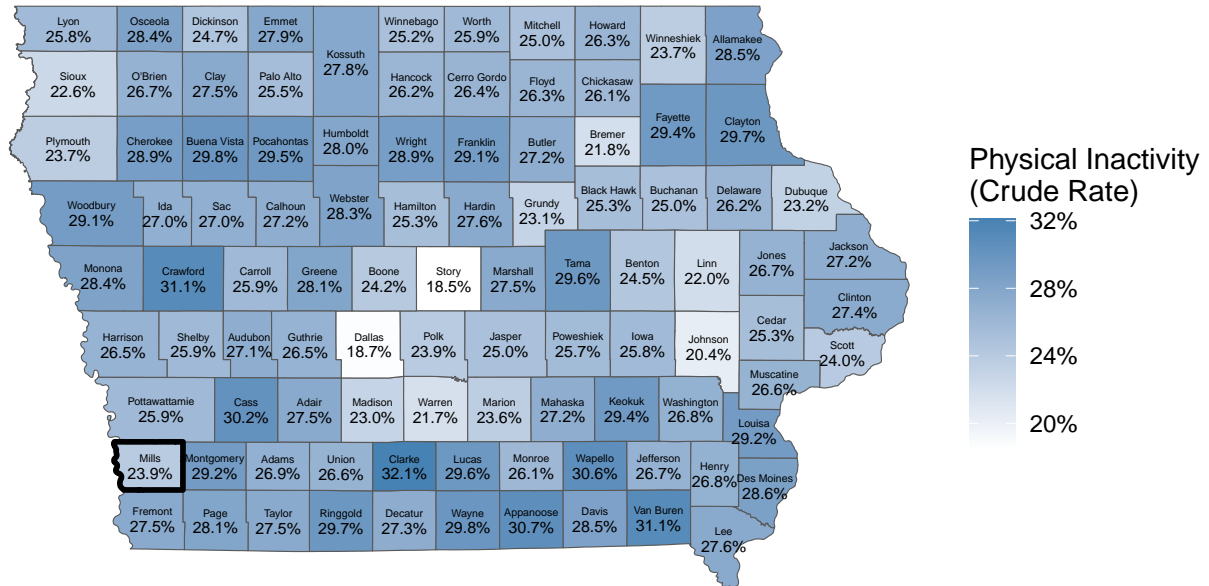 Lyon
25.8%
Osceola
28.4%
Dickinson
24.7%
Emmet
27.9%
Kossuth
27.8%
Winnebago
25.2%
Worth
25.9%
Mitchell
25.0%
Howard
26.3%
Winneshiek
23.7%
Allamakee
28.5%
Sioux
22.6%
O'Brien
26.7%
Clay
27.5%
Palo Alto
25.5%
Hancock
26.2%
Cerro Gordo
26.4%
Floyd
26.3%
Chickasaw
26.1%
Fayette
29.4%
Clayton
29.7%
Plymouth
23.7%
Cherokee
28.9%
Buena Vista
29.8%
Pocahontas
29.5%
Humboldt
28.0%
Wright
28.9%
Franklin
29.1%
Butler
27.2%
Bremer
21.8%
Woodbury
29.1%
Ida
27.0%
Sac
27.0%
Calhoun
27.2%
Webster
28.3%
Hamilton
25.3%
Hardin
27.6%
Grundy
23.1%
Black Hawk
25.3%
Buchanan
25.0%
Delaware
26.2%
Dubuque
23.2%
Monona
28.4%
Crawford
31.1%
Carroll
25.9%
Greene
28.1%
Boone
24.2%
Story
18.5%
Marshall
27.5%
Tama
29.6%
Benton
24.5%
Linn
22.0%
Jones
26.7%
Jackson
27.2%
Clinton
27.4%
Harrison
26.5%
Shelby
25.9%
Audubon
27.1%
Guthrie
26.5%
Dallas
18.7%
Polk
23.9%
Jasper
25.0%
Poweshiek
25.7%
Iowa
25.8%
Johnson
20.4%
Cedar
25.3%
Scott
24.0%
Muscatine
26.6%
Pottawattamie
25.9%
Cass
30.2%
Adair
27.5%
Madison
23.0%
Warren
21.7%
Marion
23.6%
Mahaska
27.2%
Keokuk
29.4%
Washington
26.8%
Louisa
29.2%
Mills
23.9%
Montgomery
29.2%
Adams
26.9%
Union
26.6%
Clarke
32.1%
Lucas
29.6%
Monroe
26.1%
Wapello
30.6%
Jefferson
26.7%
Henry
26.8%
Des Moines
28.6%
Fremont
27.5%
Page
28.1%
Taylor
27.5%
Ringgold
29.7%
Decatur
27.3%
Wayne
29.8%
Appanoose
30.7%
Davis
28.5%
Van Buren
31.1%
Lee
27.6%
Physical Inactivity
(Crude Rate)
32%
28%
24%
20%